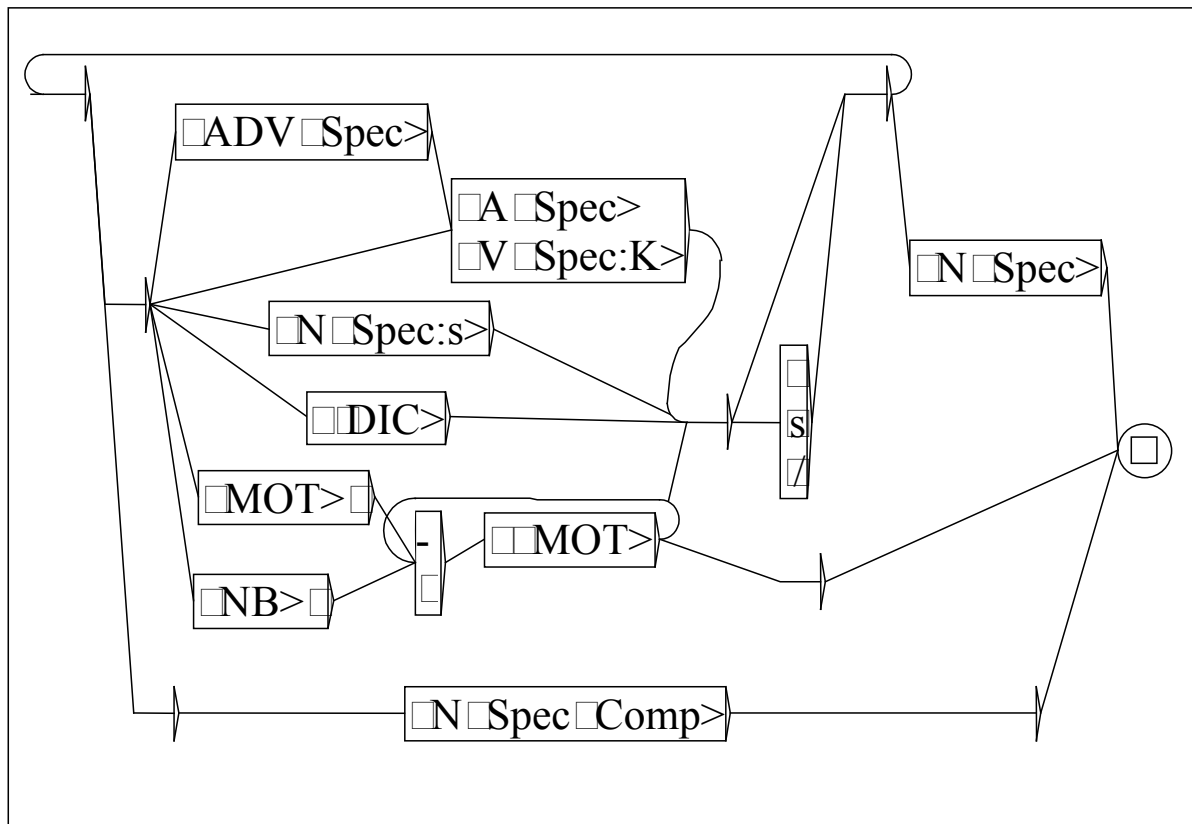 □ADV □Spec>
□A □Spec>
□V □Spec:K>
□N □Spec>
□N □Spec:s>
□□DIC>
□
s
/
□MOT> □
-
□
□□MOT>
□
□NB> □
□N □Spec □Comp>